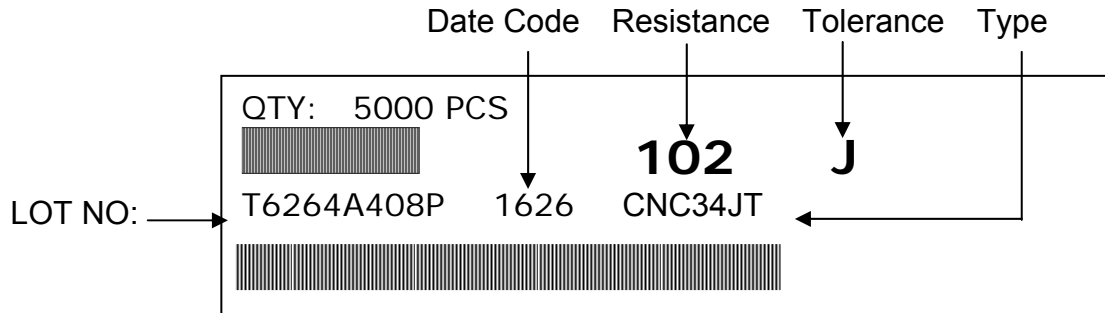 Date Code Resistance Tolerance Type
QTY: 5000 PCS
102 J
LOT NO: T6264A408P 1626 CNC34JT